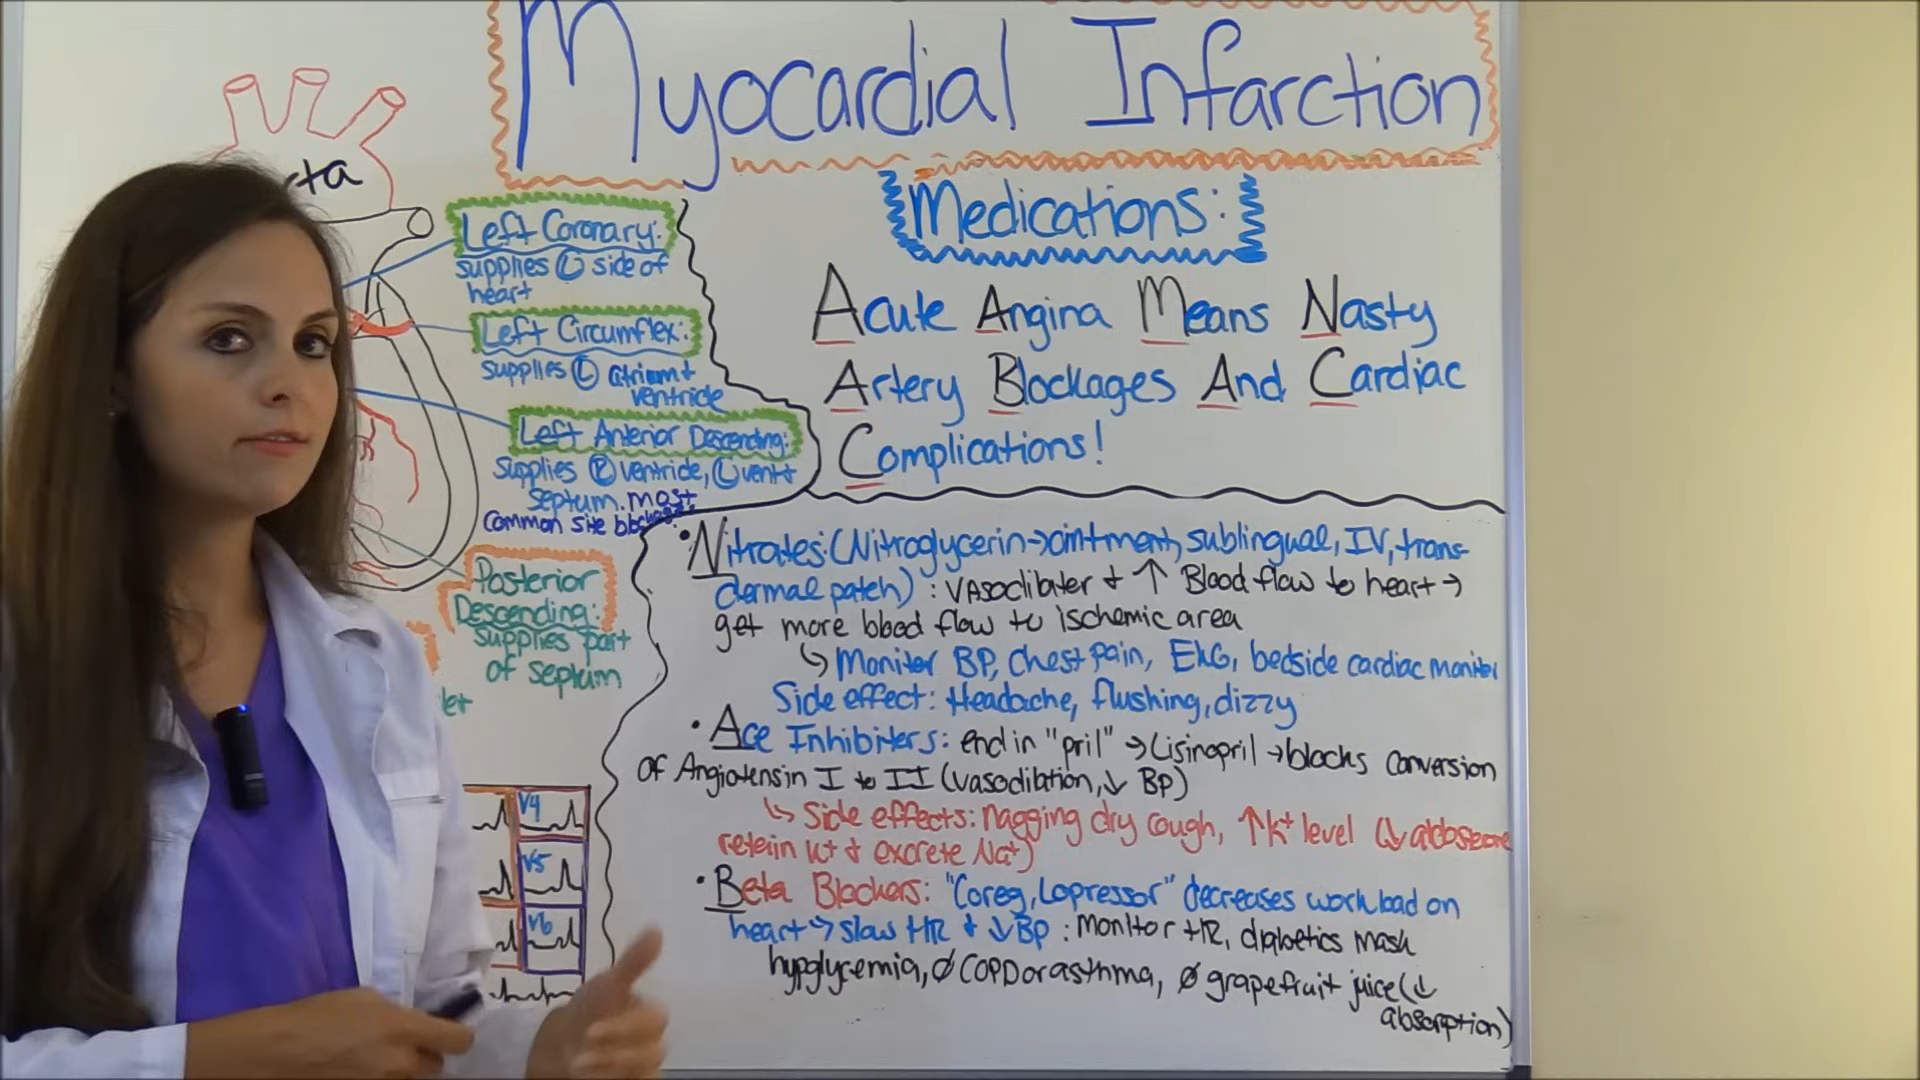 Myocardial Infarction
Medications:
Acute Angina Means Nasty
Artery Blockages And Cardiac
Complications!
rta
Left Coronary:
supplies Ⓛ side of
heart
Left Circumflex:
supplies Ⓛ atrium +
ventricle
Left Anterior Descending:
supplies Ⓡ ventricle, Ⓛ vent +
septum. most
common site
Posterior
Descending:
supplies part
of septum
let
V4
V5
V6
• Nitrates: (Nitroglycerin → ointment, sublingual, IV, trans-
dermal patch) : vasodilater + ↑ Blood flow to heart →
get more blood flow to ischemic area
↳ Monitor BP, chest pain, EKG, bedside cardiac monitor
Side effect: Headache, flushing, dizzy
• Ace Inhibiters: end in "pril" → Lisinopril → blocks conversion
of Angiotensin I to II (vasodilation, ↓ BP)
↳ Side effects: nagging dry cough, ↑ K+ level (↓
retain K+ + excrete Na+)
• Beta Blockers: "Coreg, Lopressor" decreases workload on
heart → slow HR + ↓ BP : monitor HR, diabetics mask
hypglycemia, Ø COPD or asthma, Ø grapefruit juice (↓
absorption)